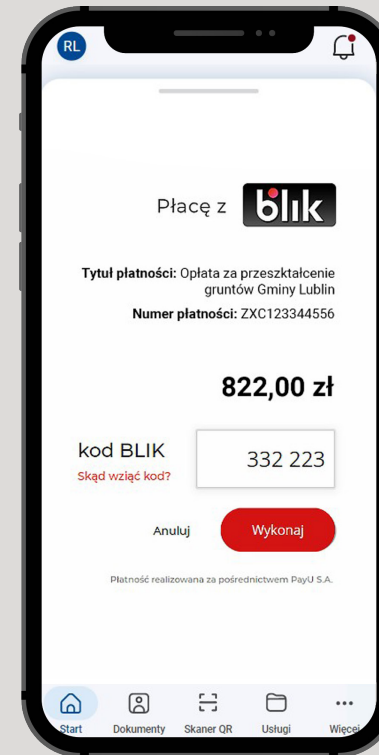 RL
Płacę z blik
Tytuł płatności: Opłata za przeszktałcenie
gruntów Gminy Lublin
Numer płatności: ZXC123344556
822,00 zł
kod BLIK
332 223
Skąd wziąć kod?
Anuluj
Wykonaj
Płatność realizowana za pośrednictwem PayU S.A.
Start
Dokumenty
Skaner QR
Usługi
Więcej